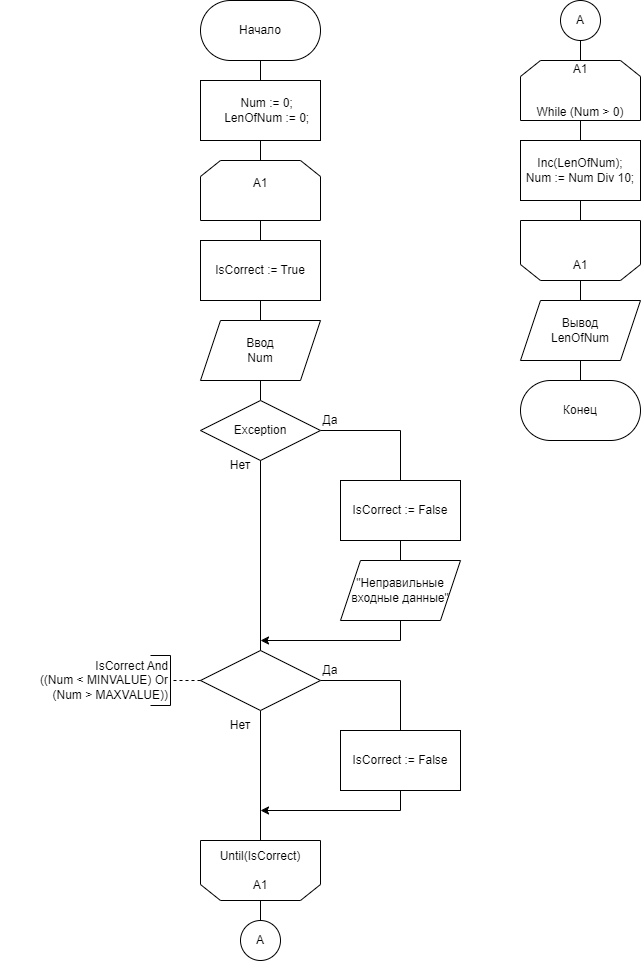 Начало
Num := 0;
LenOfNum := 0;
A1
IsCorrect := True
Ввод
Num
Exception
Да
Нет
IsCorrect := False
"Неправильные
входные данные"
IsCorrect And
((Num < MINVALUE) Or
(Num > MAXVALUE))
Да
Нет
IsCorrect := False
Until(IsCorrect)
A1
A
A
A1
While (Num > 0)
Inc(LenOfNum);
Num := Num Div 10;
A1
Вывод
LenOfNum
Конец